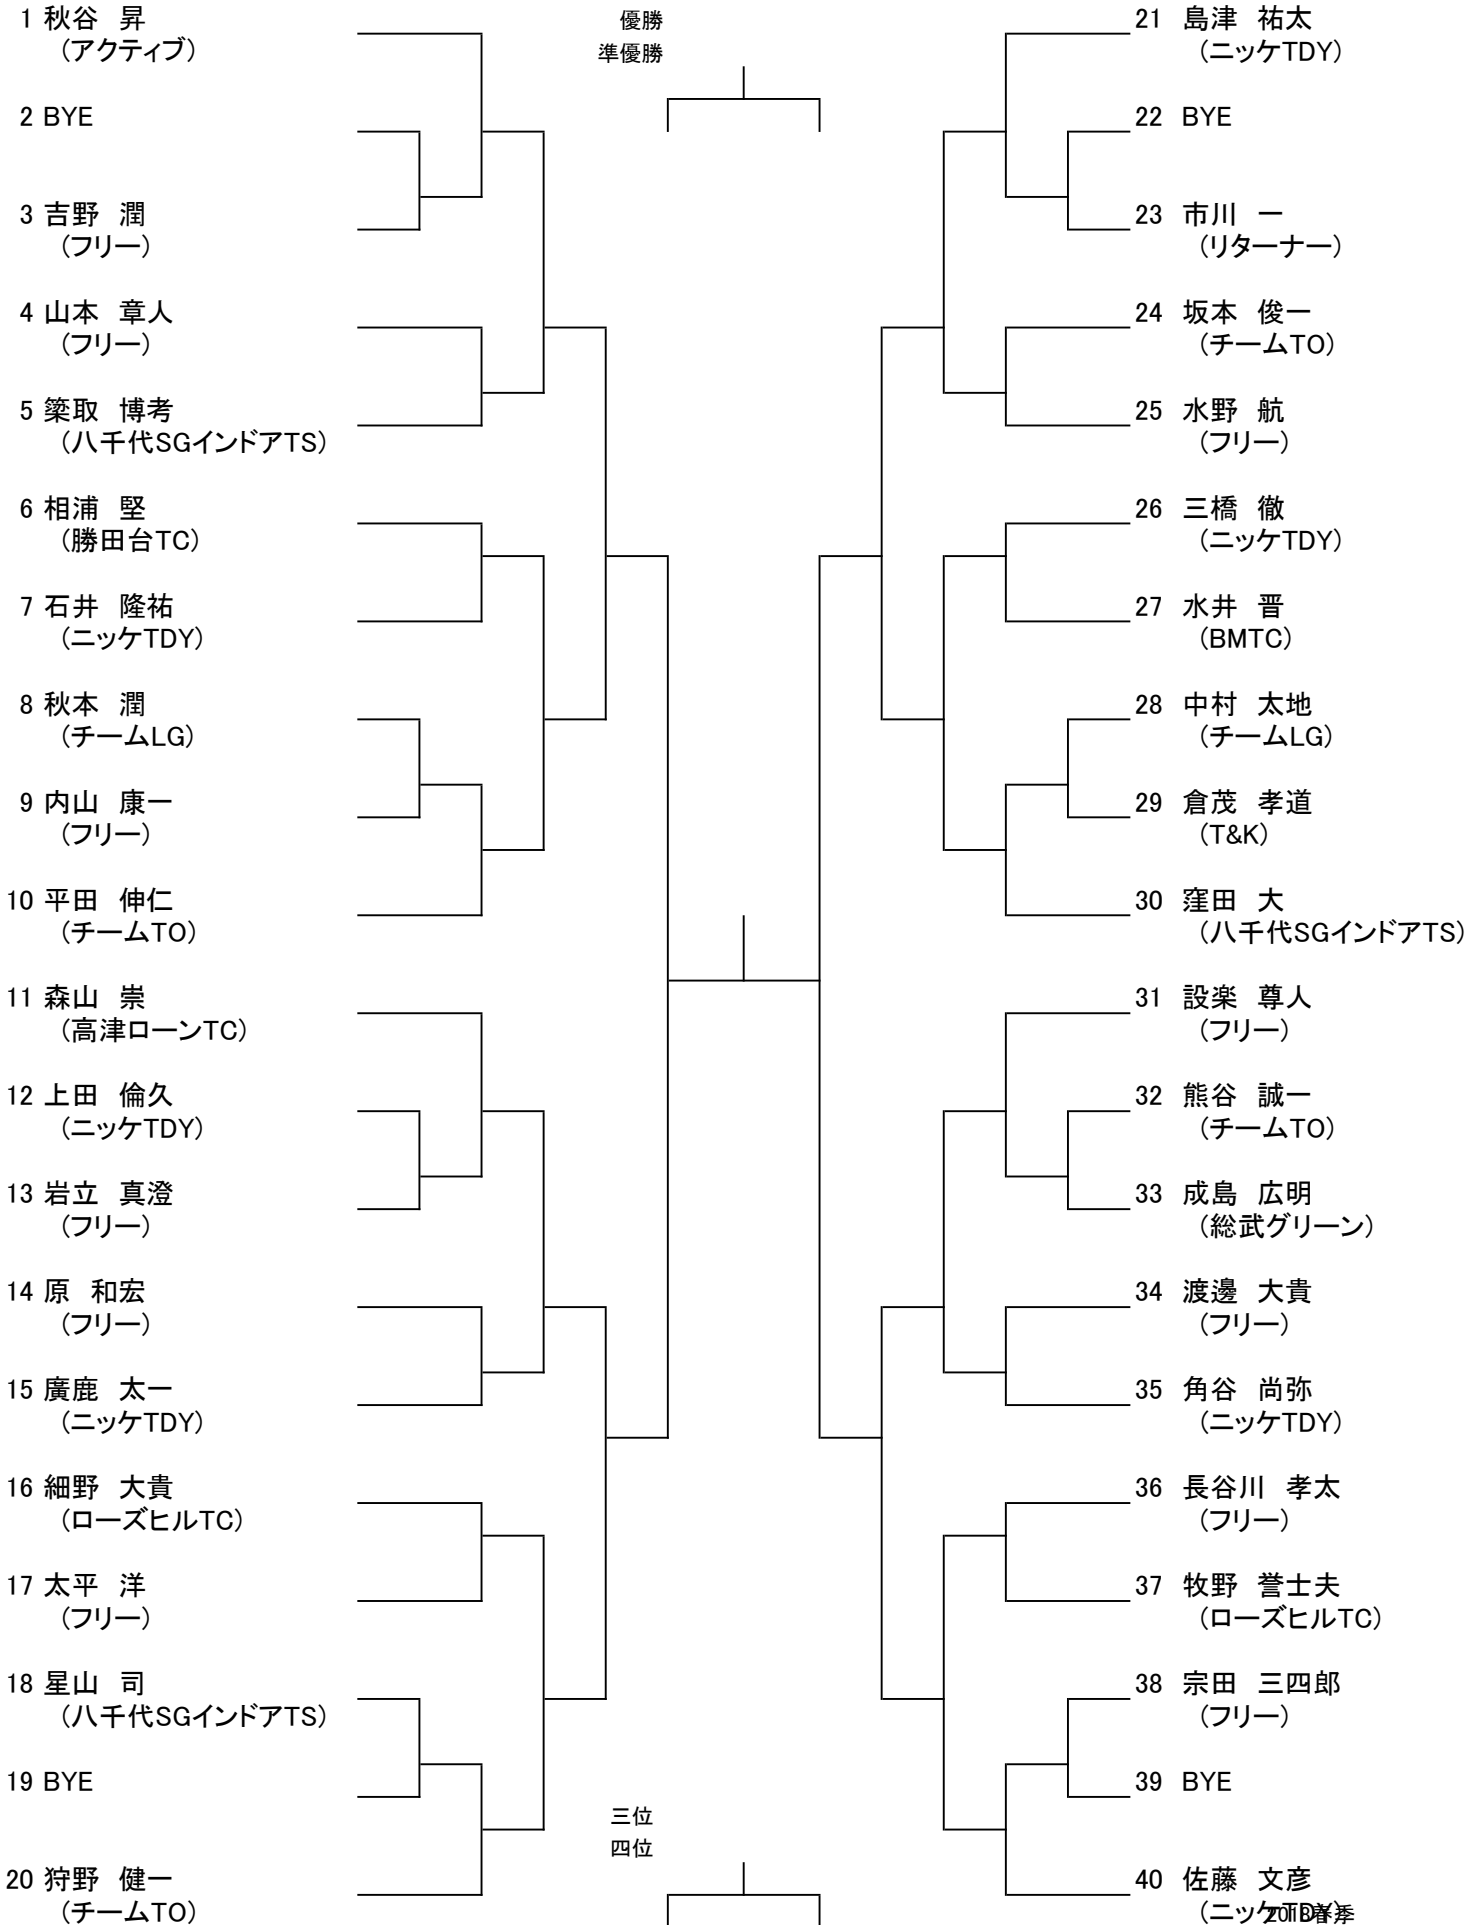 1 秋谷　昇
（アクティブ）
2 BYE
3 吉野　潤
（フリー）
4 山本　章人
（フリー）
5 簗取　博考
（八千代SGインドアTS）
6 相浦　堅
（勝田台TC）
7 石井　隆祐
（ニッケTDY）
8 秋本　潤
（チームLG）
9 内山　康一
（フリー）
10 平田　伸仁
（チームTO）
11 森山　崇
（高津ローンTC）
12 上田　倫久
（ニッケTDY）
13 岩立　真澄
（フリー）
14 原　和宏
（フリー）
15 廣鹿　太一
（ニッケTDY）
16 細野　大貴
（ローズヒルTC）
17 太平　洋
（フリー）
18 星山　司
（八千代SGインドアTS）
19 BYE
20 狩野　健一
（チームTO）
優勝
準優勝
三位
四位
21 島津　祐太
（ニッケTDY）
22 BYE
23 市川　一
（リターナー）
24 坂本　俊一
（チームTO）
25 水野　航
（フリー）
26 三橋　徹
（ニッケTDY）
27 水井　晋
（BMTC）
28 中村　太地
（チームLG）
29 倉茂　孝道
（T&K）
30 窪田　大
（八千代SGインドアTS）
31 設楽　尊人
（フリー）
32 熊谷　誠一
（チームTO）
33 成島　広明
（総武グリーン）
34 渡邊　大貴
（フリー）
35 角谷　尚弥
（ニッケTDY）
36 長谷川　孝太
（フリー）
37 牧野　誉士夫
（ローズヒルTC）
38 宗田　三四郎
（フリー）
39 BYE
40 佐藤　文彦
（ニッケTDY）